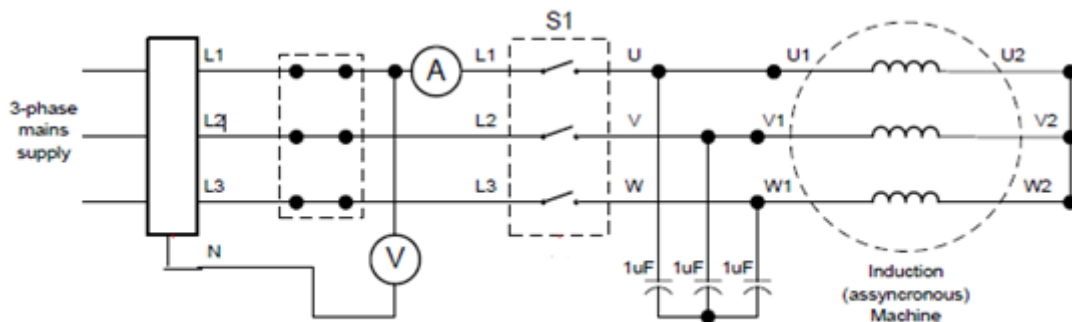 S1
L1
A
L1
U
U1
U2
3-phase
mains
supply
L2
L2
V
V1
V2
L3
L3
W
W1
W2
N
V
1uF
1uF
1uF
Induction
(assyncronous)
Machine